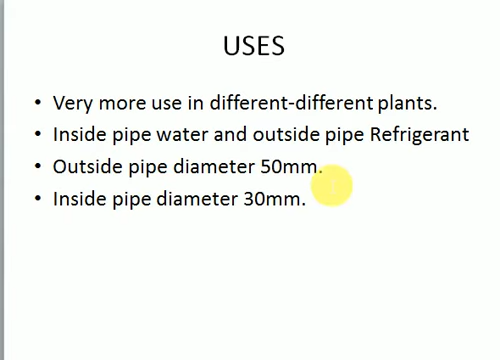 USES
• Very more use in different-different plants.
• Inside pipe water and outside pipe Refrigerant
• Outside pipe diameter 50mm.
• Inside pipe diameter 30mm.